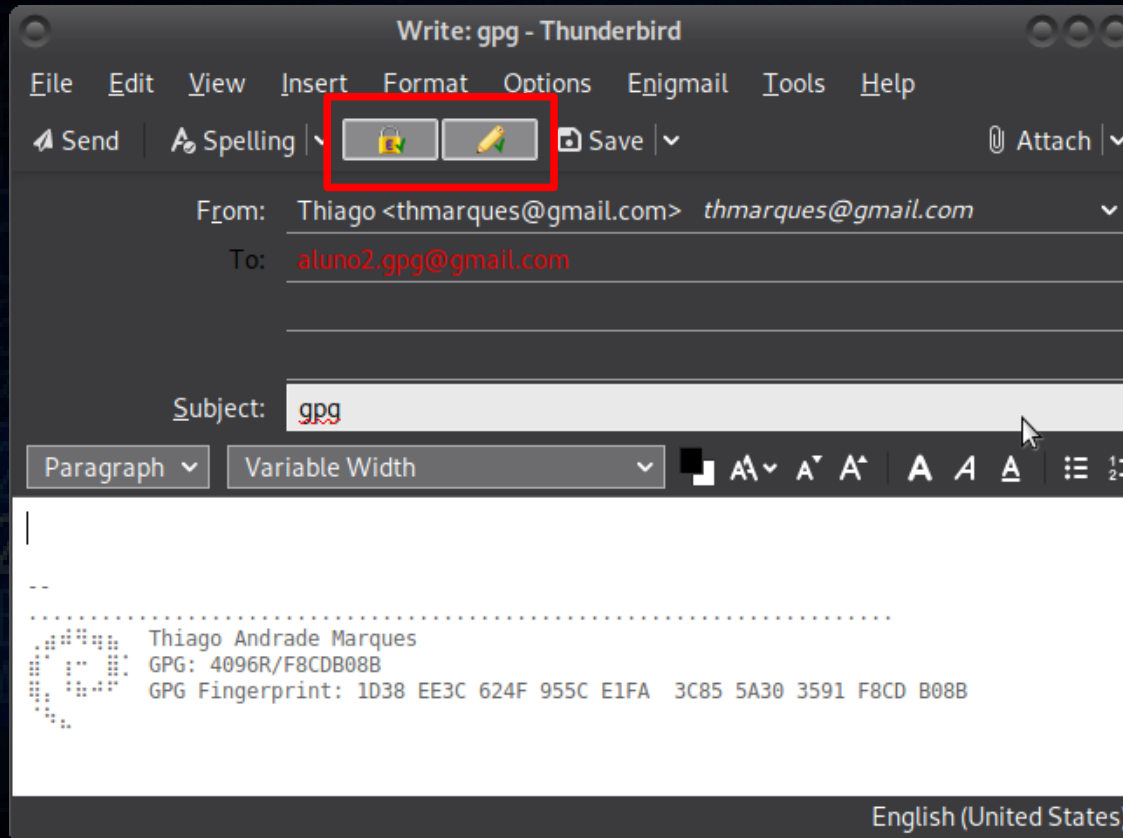 Write: gpg - Thunderbird
File Edit View Insert Format Options Enigmail Tools Help
Send Spelling Save Attach
From: Thiago <thmarques@gmail.com> thmarques@gmail.com
To: aluno2.gpg@gmail.com
Subject: gpg
Paragraph Variable Width
--
.......................................................................
Thiago Andrade Marques
GPG: 4096R/F8CDB08B
GPG Fingerprint: 1D38 EE3C 624F 955C E1FA  3C85 5A30 3591 F8CD B08B
English (United States)